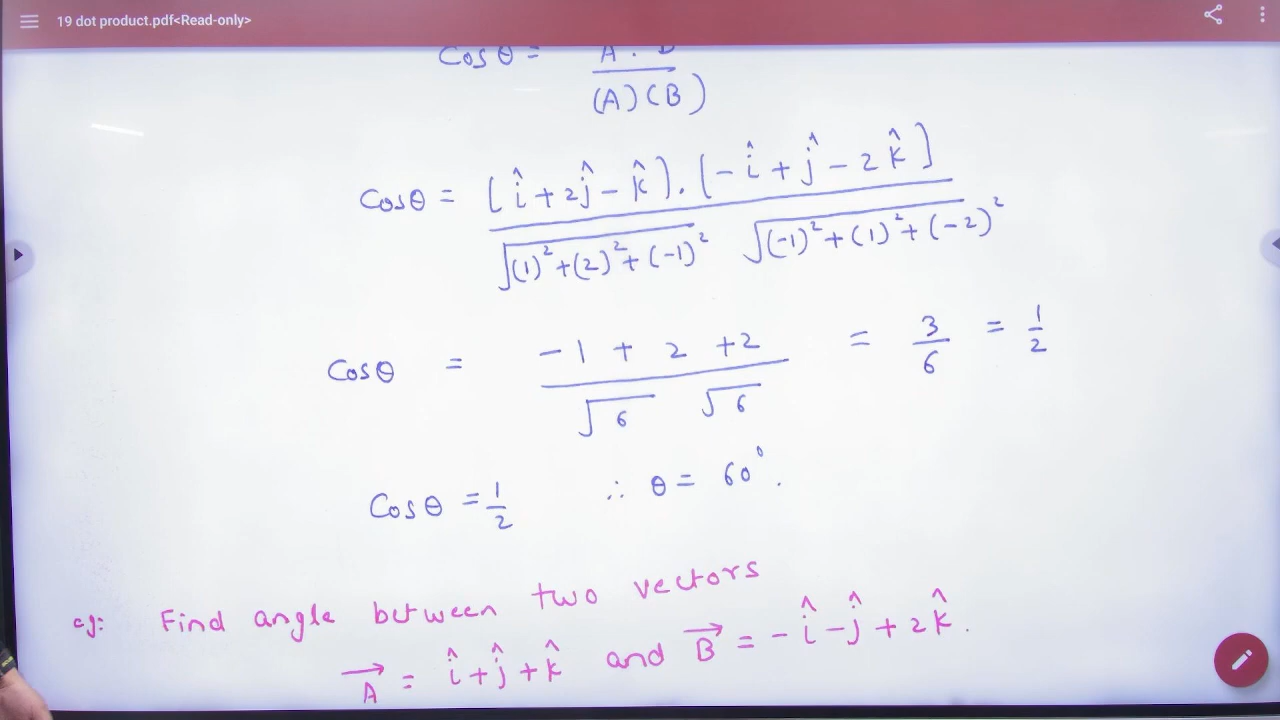 19 dot product.pdf<Read-only>
Cosθ = A . B / (A)(B)
Cosθ = [î + 2ĵ - k̂). (-î + ĵ - 2k̂] / √(1)² + (2)² + (-1)² √(-1)² + (1)² + (-2)²
Cosθ = -1 + 2 +2 / √6 √6 = 3/6 = 1/2
Cosθ = 1/2 ∴ θ = 60°.
eg: Find angle between two vectors
A⃗ = î + ĵ + k̂ and B⃗ = -î - ĵ + 2k̂.